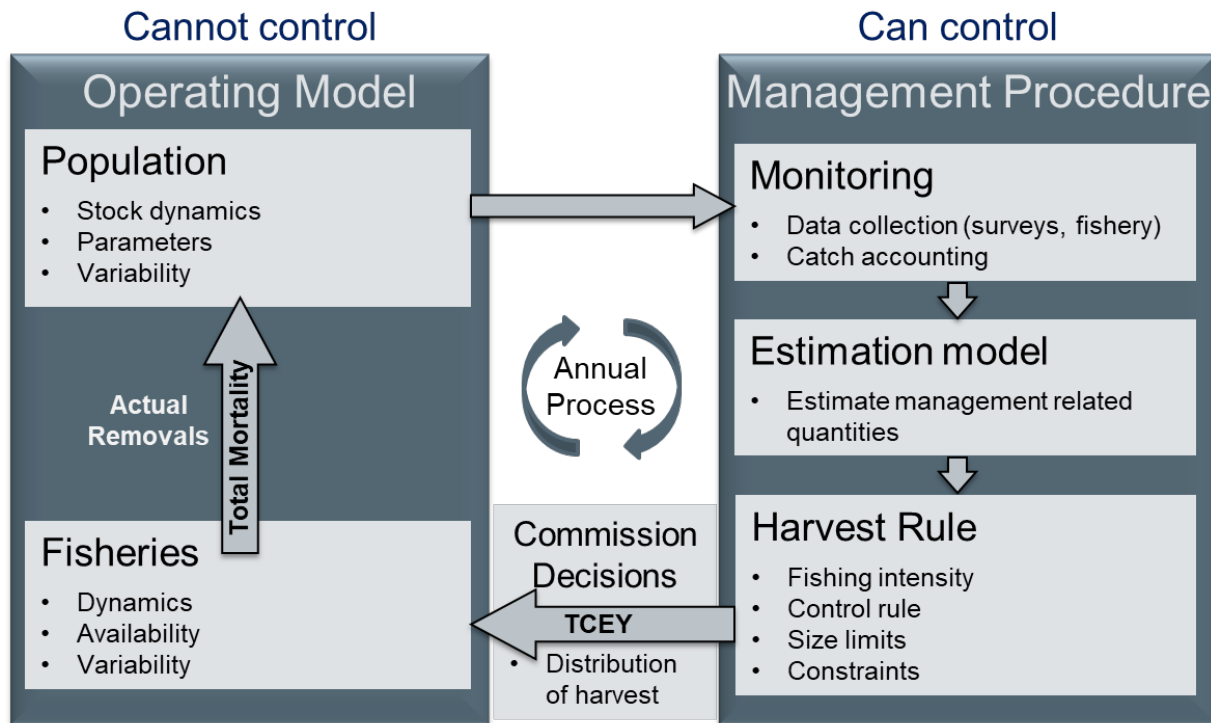 Cannot control
Operating Model
Population
• Stock dynamics
• Parameters
• Variability
Actual
Removals
Total Mortality
Fisheries
• Dynamics
• Availability
• Variability
Annual
Process
Commission
Decisions
TCEY
• Distribution
of harvest
Can control
Management Procedure
Monitoring
• Data collection (surveys, fishery)
• Catch accounting
Estimation model
• Estimate management related
quantities
Harvest Rule
• Fishing intensity
• Control rule
• Size limits
• Constraints